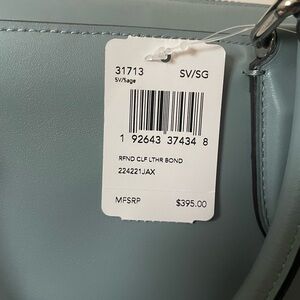 31713 SV/SG
SV/Sage
1 92643 37434 8
RFND CLF LTHR BOND
224221JAX
MFSRP $395.00